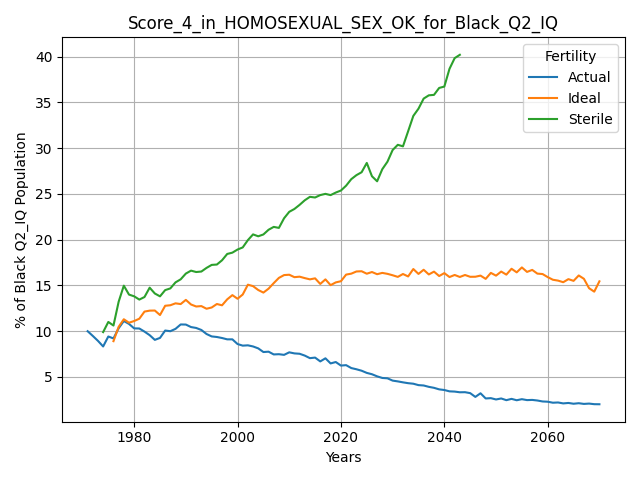 Score_4_in_HOMOSEXUAL_SEX_OK_for_Black_Q2_IQ
Fertility
Actual
Ideal
Sterile
% of Black Q2_IQ Population
40
35
30
25
20
15
10
5
1980 2000 2020 2040 2060
Years